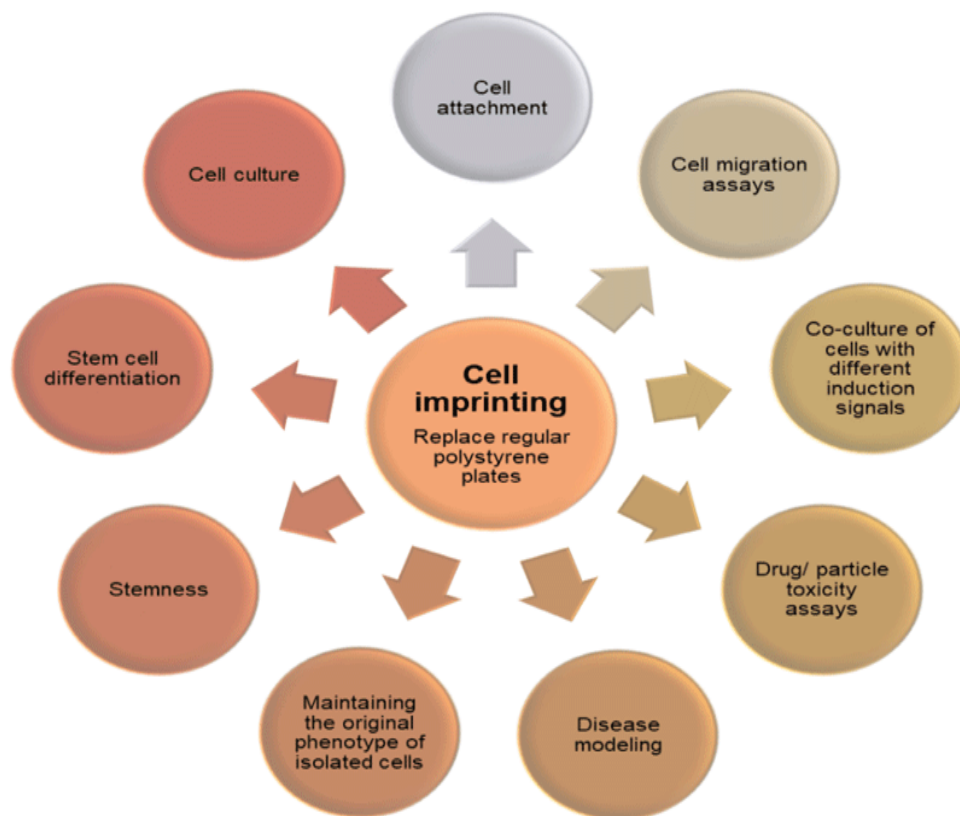 Cell
attachment
Cell migration
assays
Co-culture of
cells with
different
induction
signals
Drug/ particle
toxicity
assays
Disease
modeling
Maintaining
the original
phenotype of
isolated cells
Stemness
Stem cell
differentiation
Cell culture
Cell
imprinting
Replace regular
polystyrene
plates